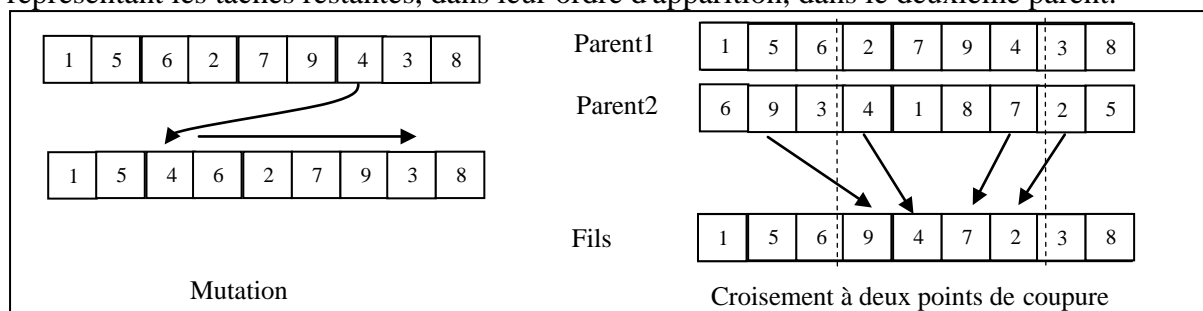 représentant les tâches restantes, dans leur ordre d'apparition, dans le deuxième parent.
1 5 6 2 7 9 4 3 8
1 5 4 6 2 7 9 3 8
Mutation
Parent1 1 5 6 2 7 9 4 3 8
Parent2 6 9 3 4 1 8 7 2 5
Fils 1 5 6 9 4 7 2 3 8
Croisement à deux points de coupure